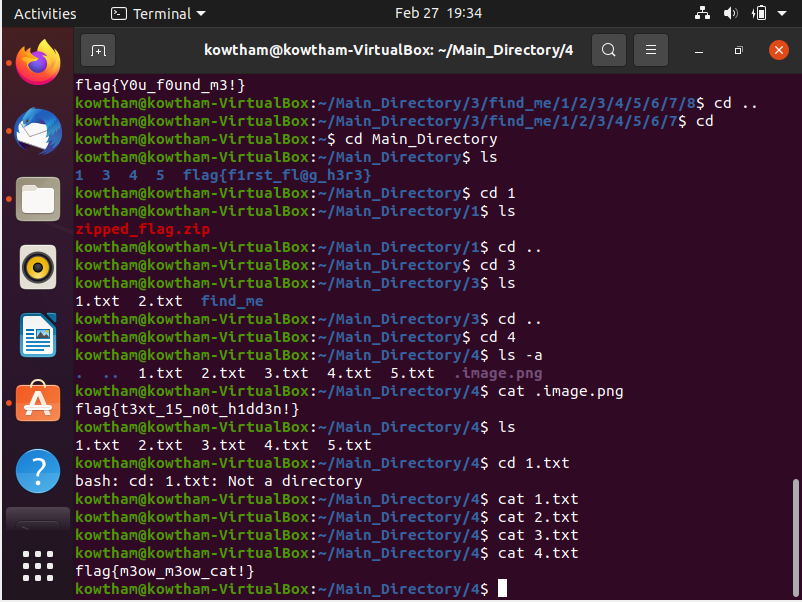 Activities Terminal Feb 27 19:34
kowtham@kowtham-VirtualBox: ~/Main_Directory/4
flag{Y0u_f0und_m3!}
kowtham@kowtham-VirtualBox:~/Main_Directory/3/find_me/1/2/3/4/5/6/7/8$ cd ..
kowtham@kowtham-VirtualBox:~/Main_Directory/3/find_me/1/2/3/4/5/6/7$ cd
kowtham@kowtham-VirtualBox:~$ cd Main_Directory
kowtham@kowtham-VirtualBox:~/Main_Directory$ ls
1 3 4 5 flag{f1rst_fl@g_h3r3}
kowtham@kowtham-VirtualBox:~/Main_Directory$ cd 1
kowtham@kowtham-VirtualBox:~/Main_Directory/1$ ls
zipped_flag.zip
kowtham@kowtham-VirtualBox:~/Main_Directory/1$ cd ..
kowtham@kowtham-VirtualBox:~/Main_Directory$ cd 3
kowtham@kowtham-VirtualBox:~/Main_Directory/3$ ls
1.txt 2.txt find_me
kowtham@kowtham-VirtualBox:~/Main_Directory/3$ cd ..
kowtham@kowtham-VirtualBox:~/Main_Directory$ cd 4
kowtham@kowtham-VirtualBox:~/Main_Directory/4$ ls -a
. .. 1.txt 2.txt 3.txt 4.txt 5.txt .image.png
kowtham@kowtham-VirtualBox:~/Main_Directory/4$ cat .image.png
flag{t3xt_15_n0t_h1dd3n!}
kowtham@kowtham-VirtualBox:~/Main_Directory/4$ ls
1.txt 2.txt 3.txt 4.txt 5.txt
kowtham@kowtham-VirtualBox:~/Main_Directory/4$ cd 1.txt
bash: cd: 1.txt: Not a directory
kowtham@kowtham-VirtualBox:~/Main_Directory/4$ cat 1.txt
kowtham@kowtham-VirtualBox:~/Main_Directory/4$ cat 2.txt
kowtham@kowtham-VirtualBox:~/Main_Directory/4$ cat 3.txt
kowtham@kowtham-VirtualBox:~/Main_Directory/4$ cat 4.txt
flag{m3ow_m3ow_cat!}
kowtham@kowtham-VirtualBox:~/Main_Directory/4$